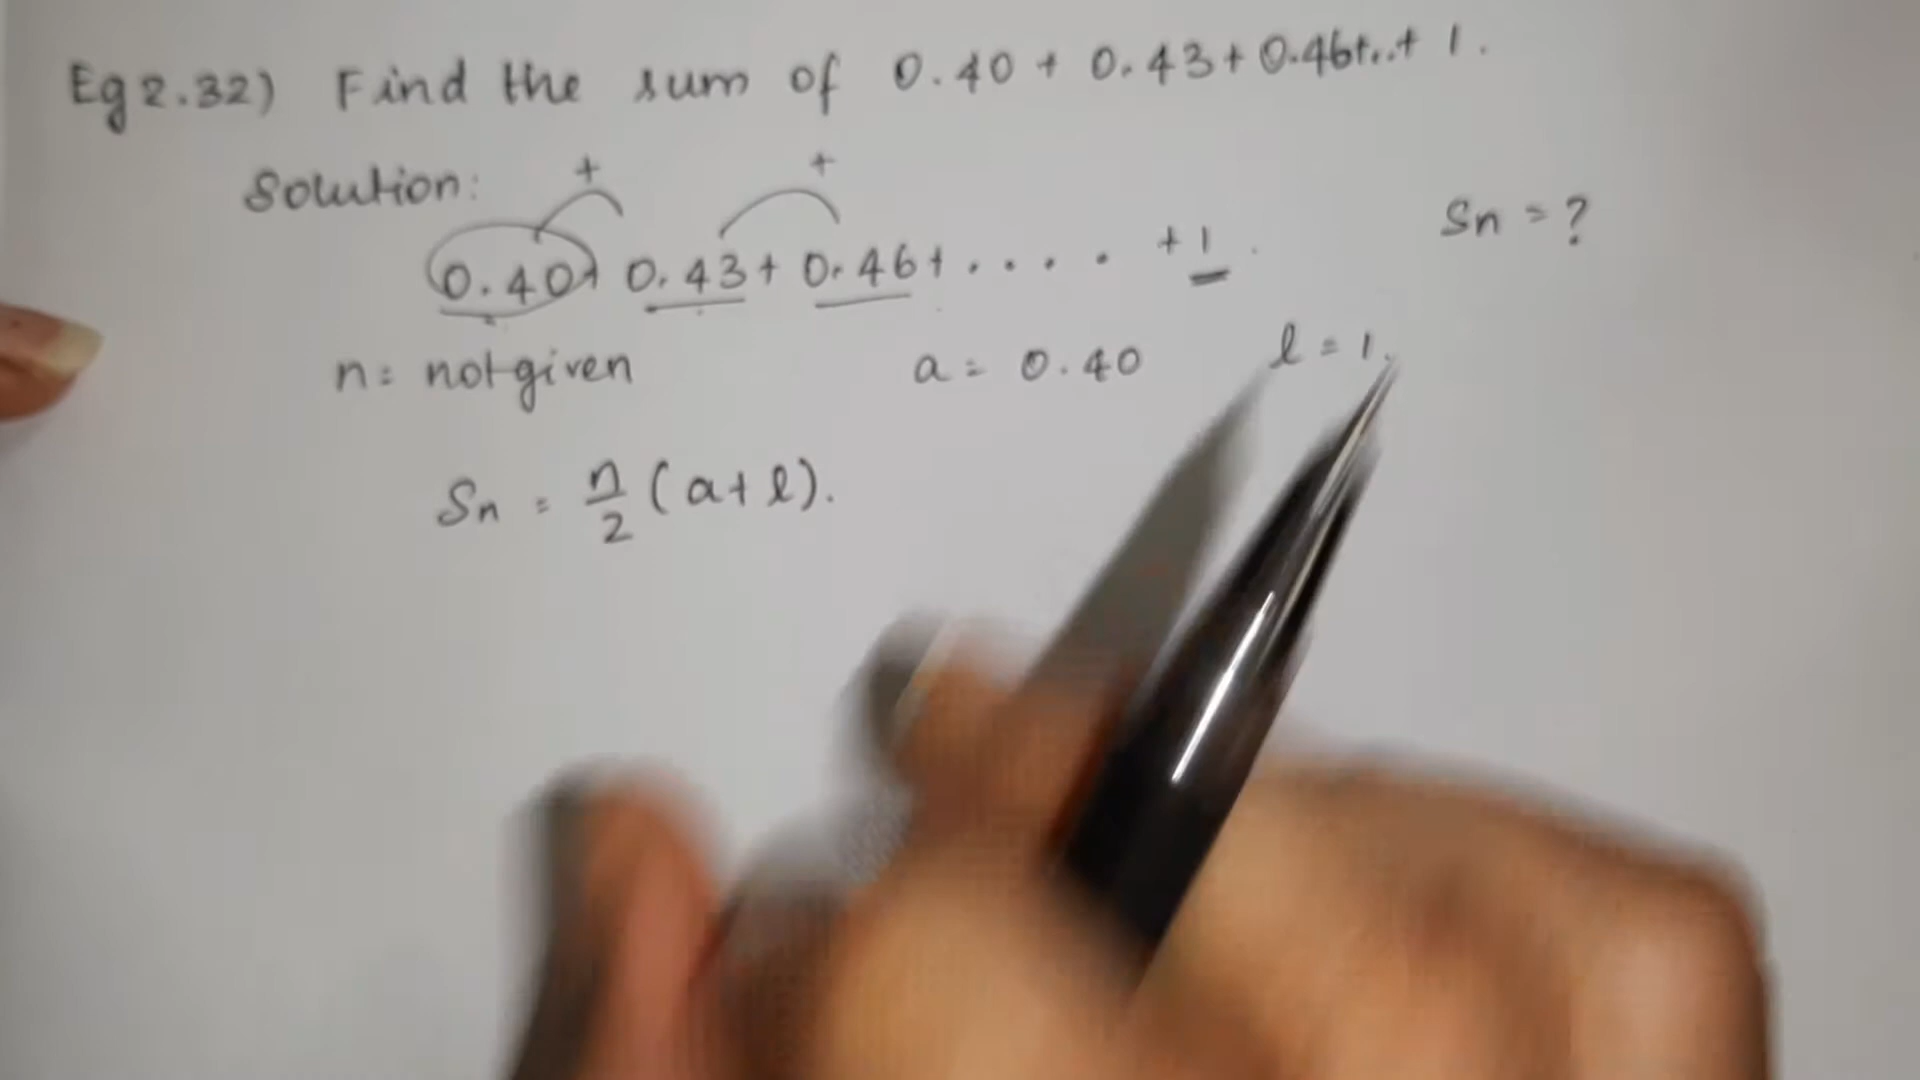 Eg 2.32) Find the sum of 0.40 + 0.43 + 0.46+..+ 1.
Solution:
+ +
0.40+ 0.43+ 0.46+ . . . . +1.
Sn = ?
n = not given a = 0.40 l = 1.
Sn = n/2 (a+l).